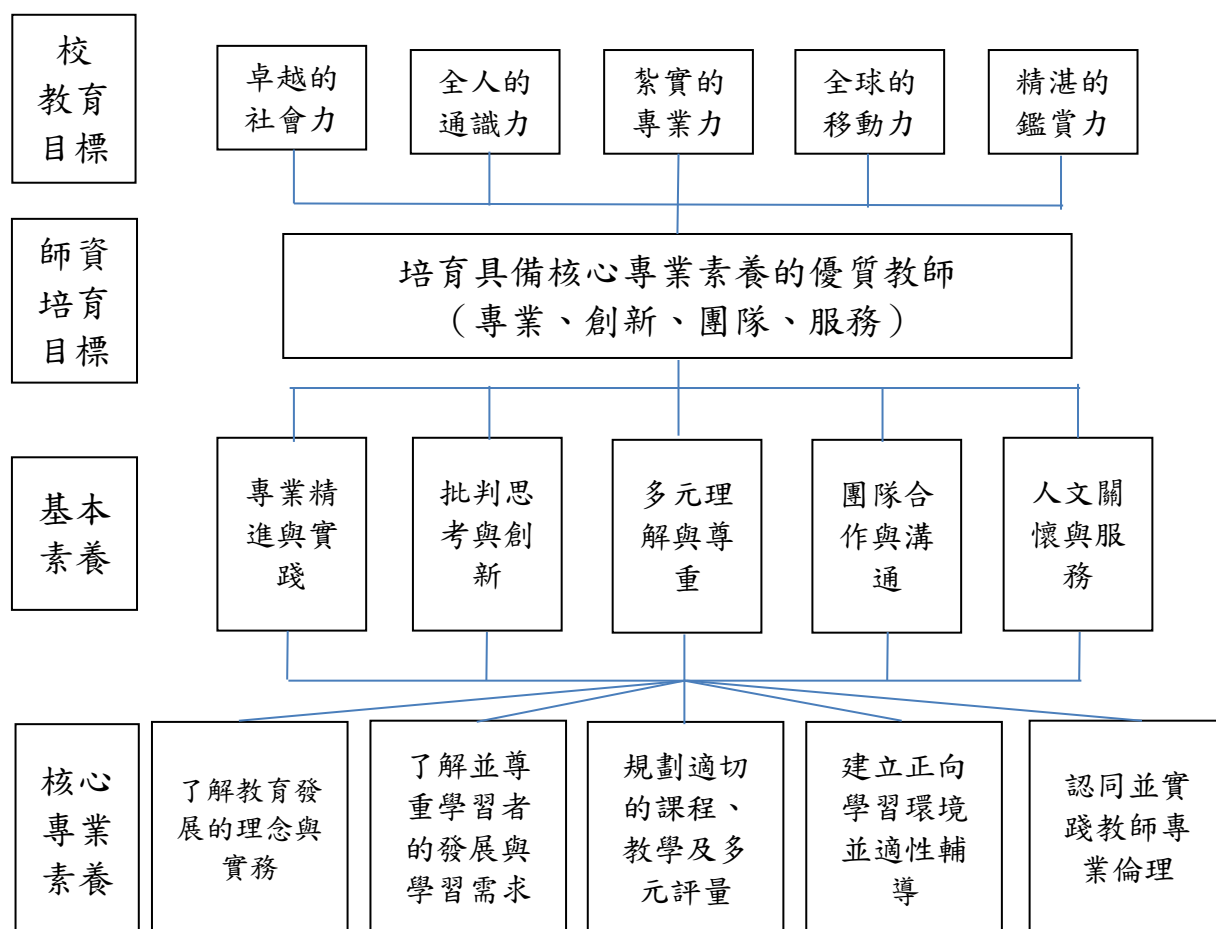 校
教育
目標
卓越的
社會力
全人的
通識力
紮實的
專業力
全球的
移動力
精湛的
鑑賞力
師資
培育
目標
培育具備核心專業素養的優質教師
（專業、創新、團隊、服務）
基本
素養
專業精
進與實
踐
批判思
考與創
新
多元理
解與尊
重
團隊合
作與溝
通
人文關
懷與服
務
核心
專業
素養
了解教育發
展的理念與
實務
了解並尊
重學習者
的發展與
學習需求
規劃適切
的課程、
教學及多
元評量
建立正向
學習環境
並適性輔
導
認同並實
踐教師專
業倫理